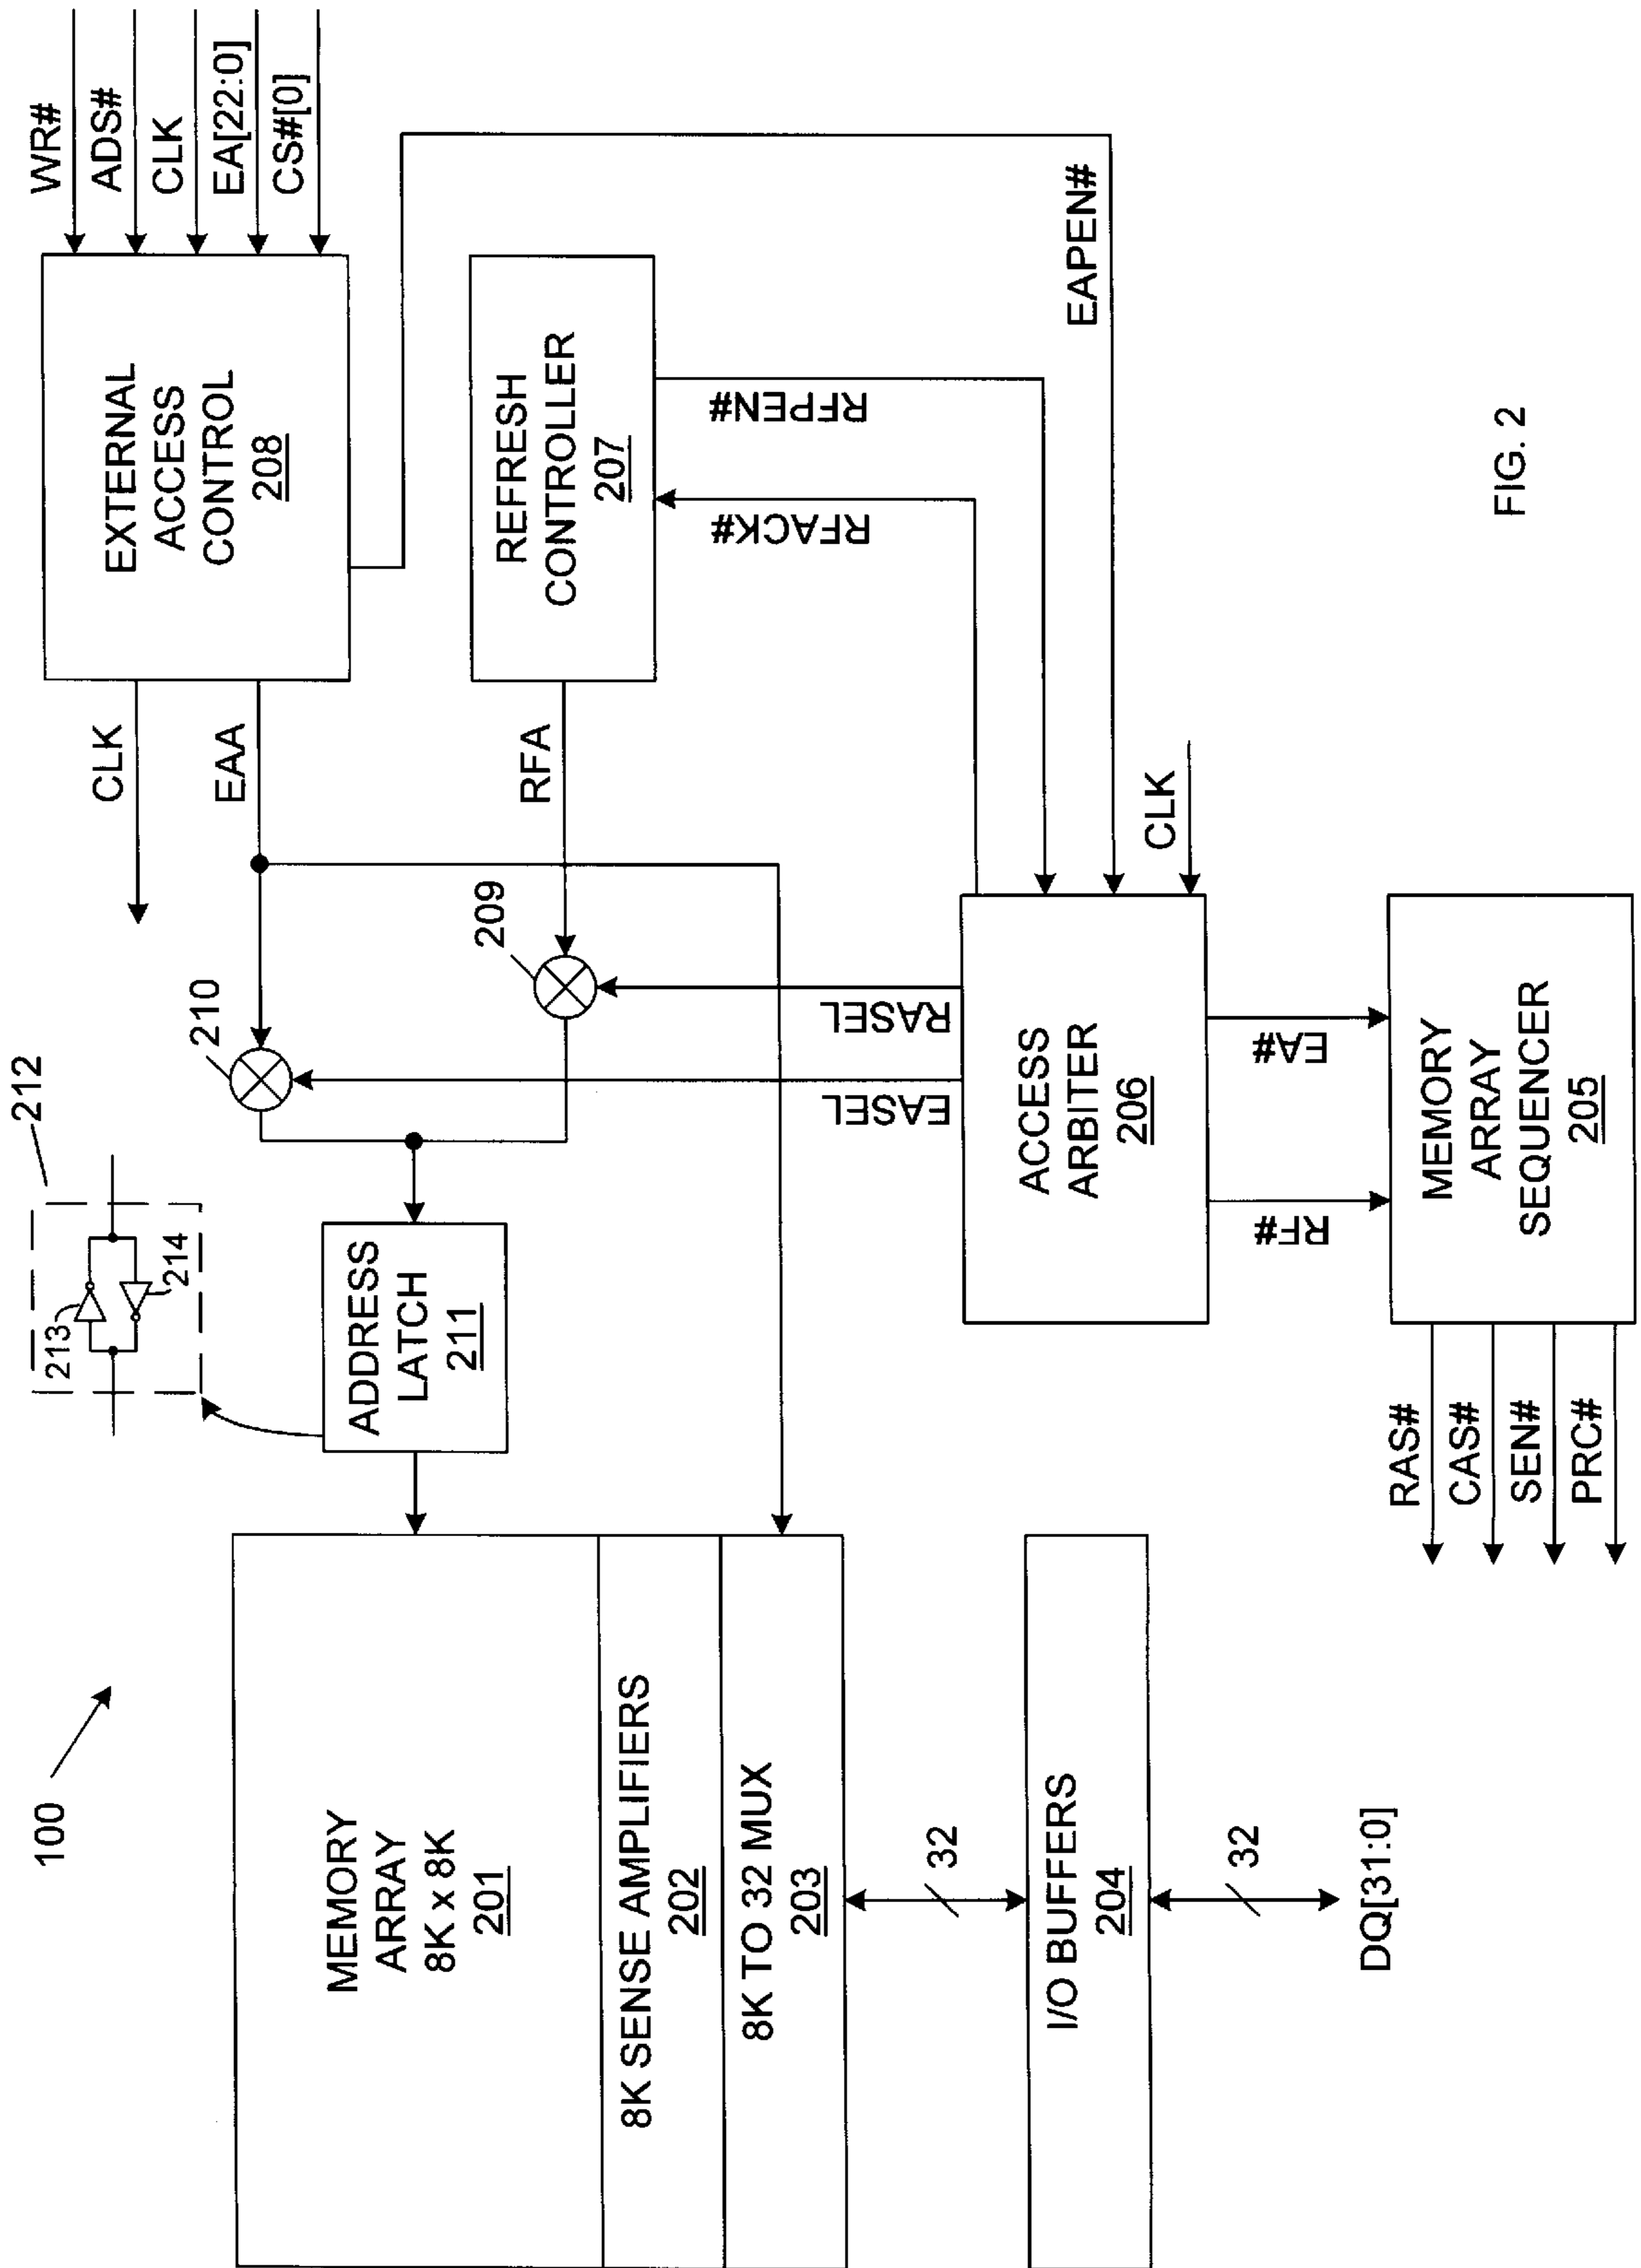 100
MEMORY
ARRAY
8K x 8K
201
8K SENSE AMPLIFIERS
202
8K TO 32 MUX
203
32
I/O BUFFERS
204
32
DQ[31:0]
212
213
214
ADDRESS
LATCH
211
210
209
CLK
EAA
RFA
EXTERNAL
ACCESS
CONTROL
208
WR#
ADS#
CLK
EA[22:0]
CS#[0]
REFRESH
CONTROLLER
207
RFPEN#
RFACK#
EAPEN#
RASEL
EASEL
CLK
ACCESS
ARBITER
206
EA#
RF#
MEMORY
ARRAY
SEQUENCER
205
RAS#
CAS#
SEN#
PRC#
FIG. 2